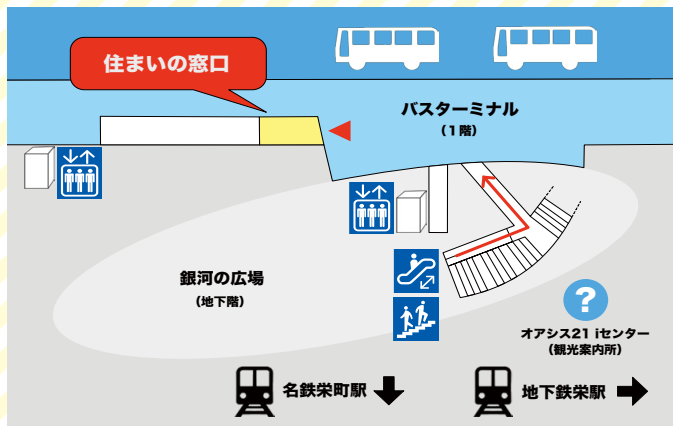 住まいの窓口
バスターミナル
（1階）
銀河の広場
（地下階）
?
オアシス21 iセンター
（観光案内所）
名鉄栄町駅
地下鉄栄駅